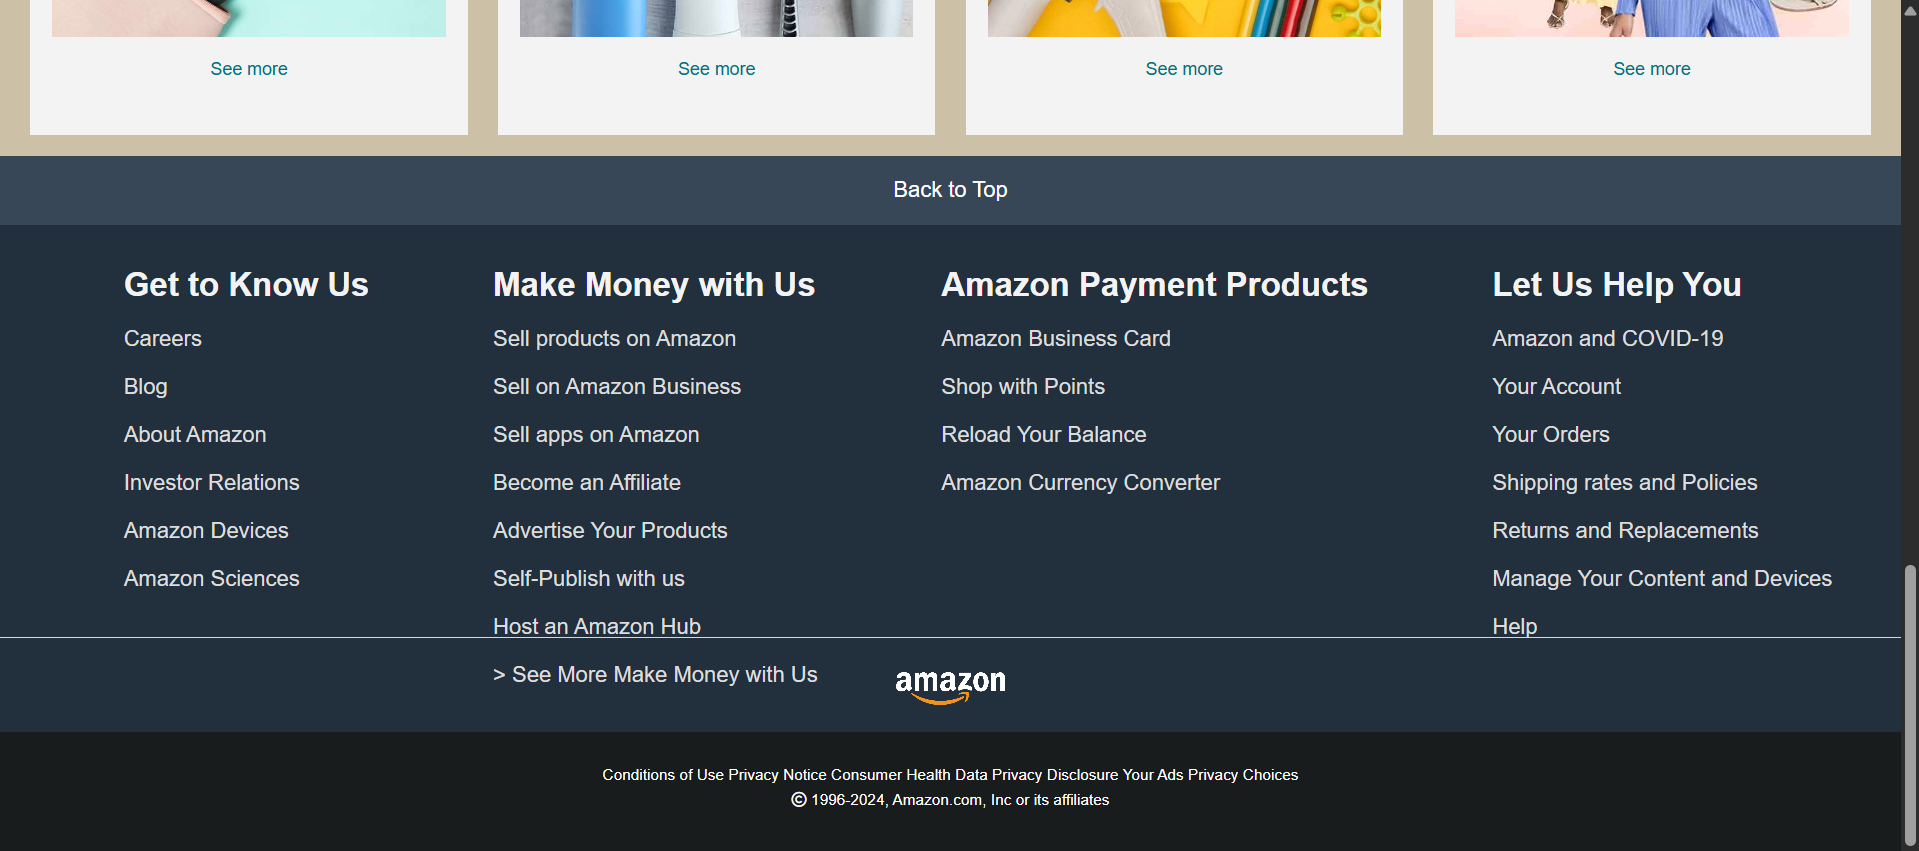 See more
See more
See more
See more
Back to Top
Get to Know Us
Careers
Blog
About Amazon
Investor Relations
Amazon Devices
Amazon Sciences
Make Money with Us
Sell products on Amazon
Sell on Amazon Business
Sell apps on Amazon
Become an Affiliate
Advertise Your Products
Self-Publish with us
Host an Amazon Hub
> See More Make Money with Us
Amazon Payment Products
Amazon Business Card
Shop with Points
Reload Your Balance
Amazon Currency Converter
Let Us Help You
Amazon and COVID-19
Your Account
Your Orders
Shipping rates and Policies
Returns and Replacements
Manage Your Content and Devices
Help
amazon
Conditions of Use Privacy Notice Consumer Health Data Privacy Disclosure Your Ads Privacy Choices
© 1996-2024, Amazon.com, Inc or its affiliates